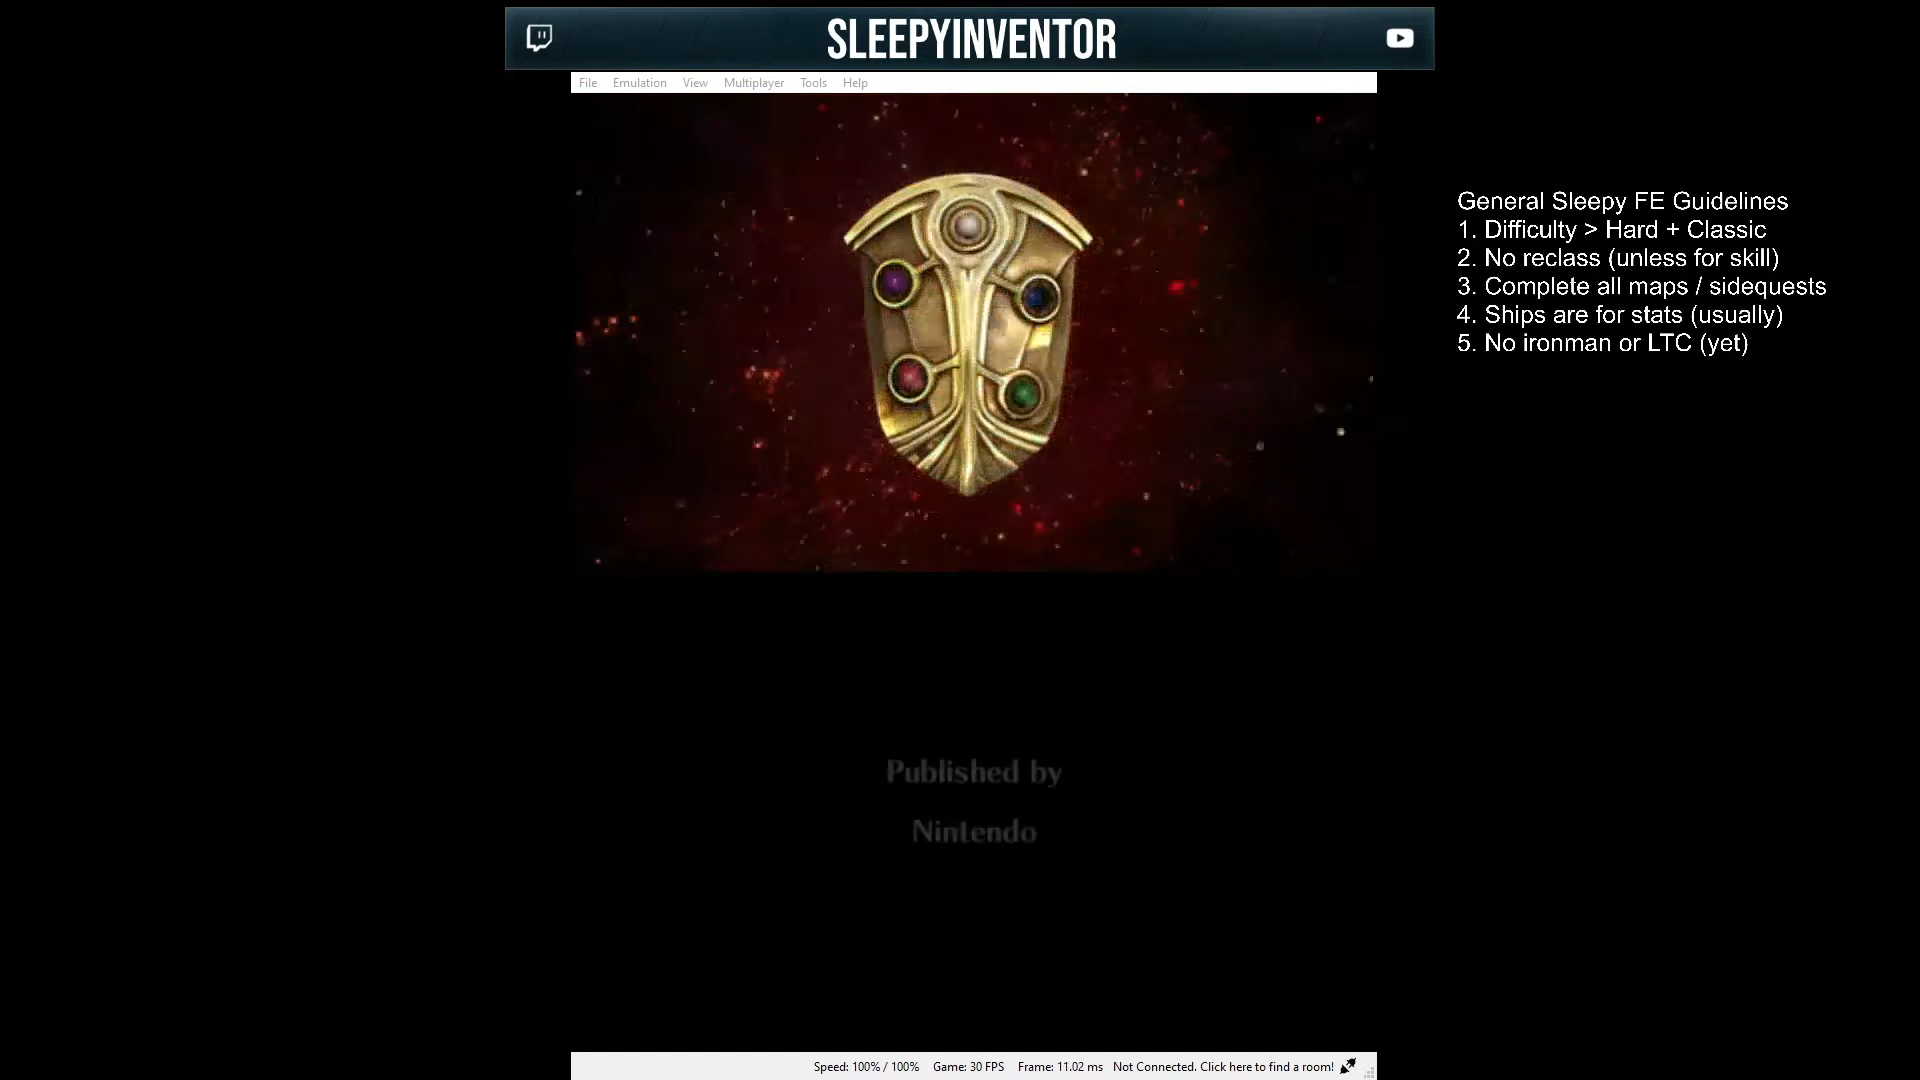 SLEEPYINVENTOR
File Emulation View Multiplayer Tools Help
General Sleepy FE Guidelines
1. Difficulty > Hard + Classic
2. No reclass (unless for skill)
3. Complete all maps / sidequests
4. Ships are for stats (usually)
5. No ironman or LTC (yet)
Published by
Nintendo
Speed: 100% / 100% Game: 30 FPS Frame: 11.02 ms Not Connected. Click here to find a room!